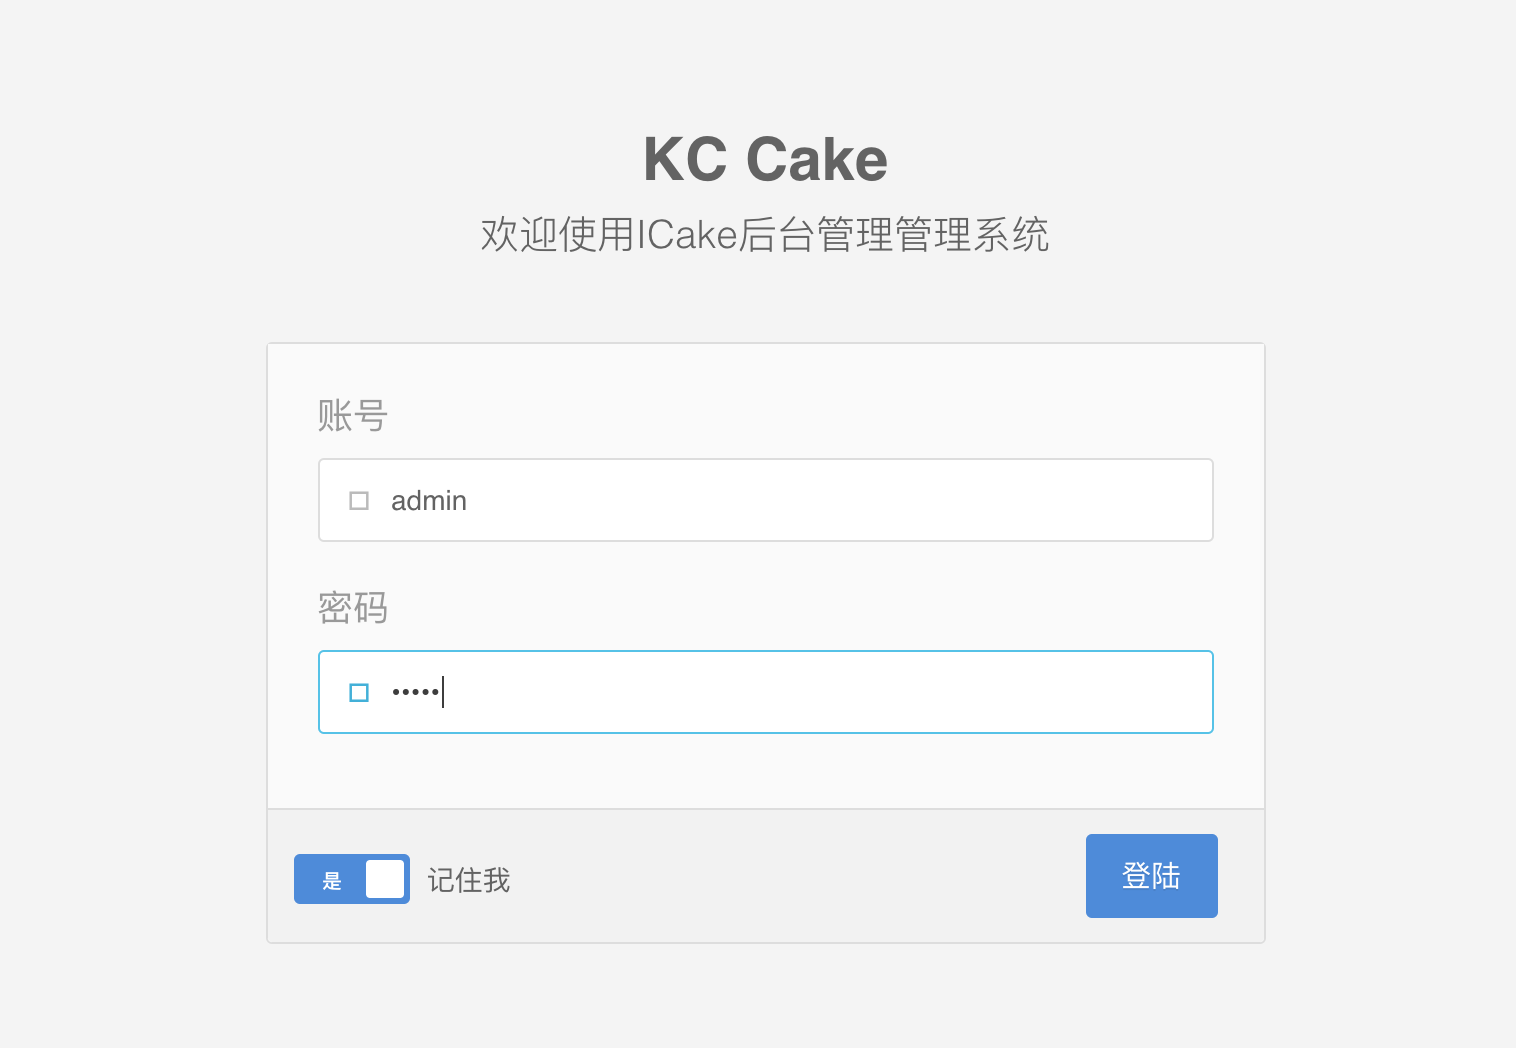 KC Cake
欢迎使用ICake后台管理管理系统
账号
admin
密码
•••••
是 记住我
登陆